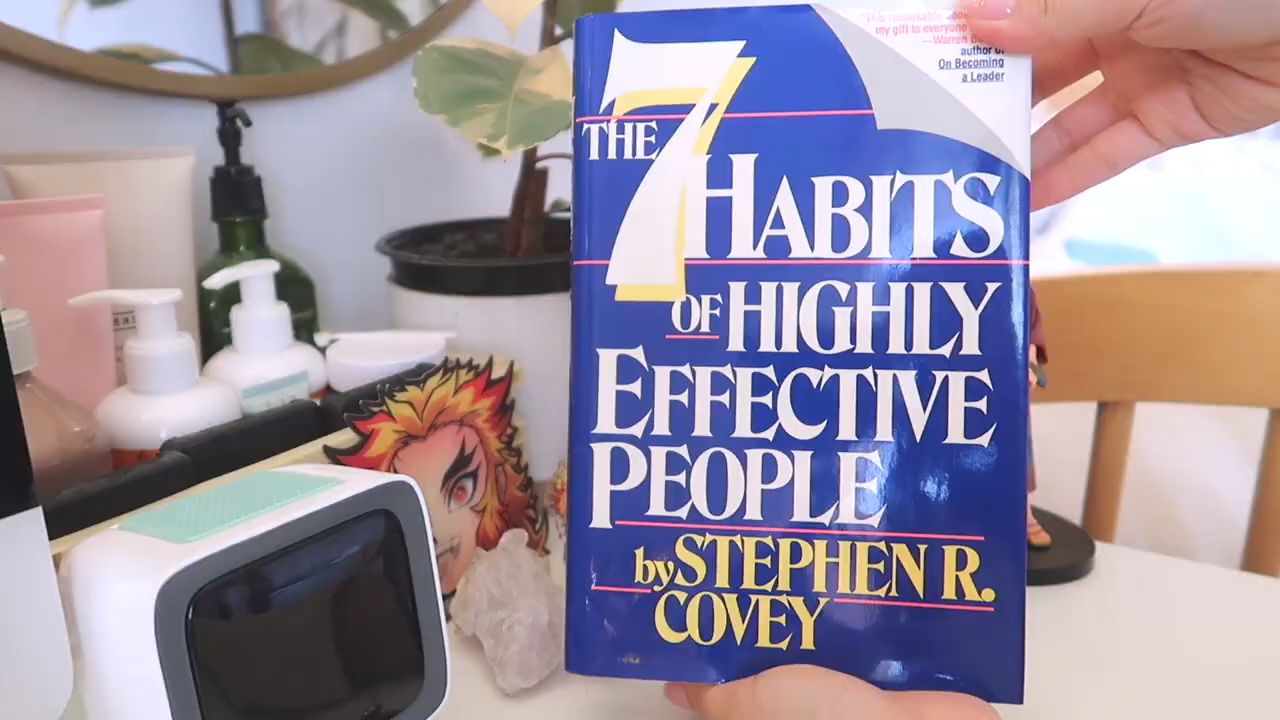 "This remarkable book
my gift to everyone
—Warren
author of
On Becoming
a Leader
THE 7 HABITS
OF HIGHLY
EFFECTIVE
PEOPLE
by STEPHEN R.
COVEY